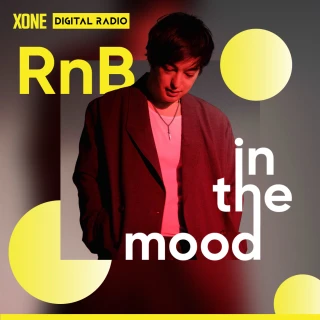 XONE DIGITAL RADIO
RnB
in
the
mood